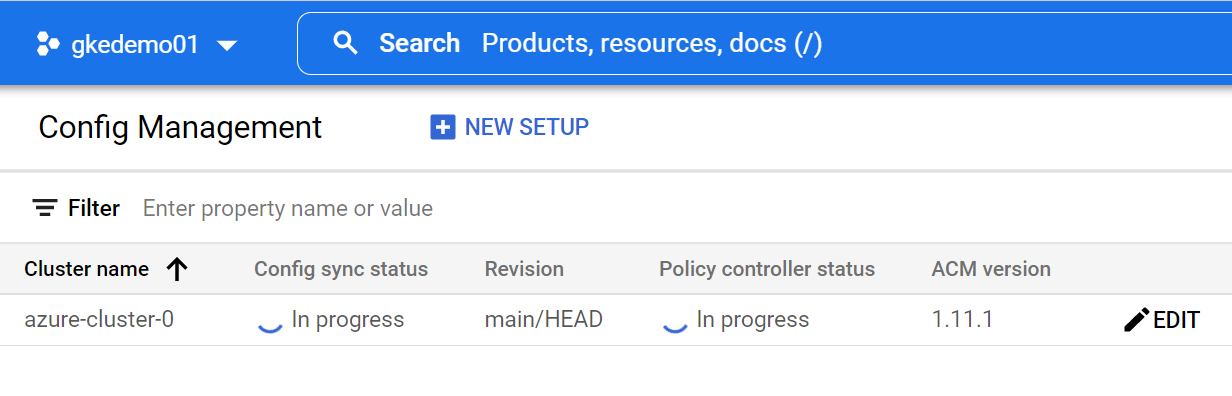 gkedemo01 Search Products, resources, docs (/)
Config Management NEW SETUP
Filter Enter property name or value
Cluster name Config sync status Revision Policy controller status ACM version
azure-cluster-0 In progress main/HEAD In progress 1.11.1 EDIT